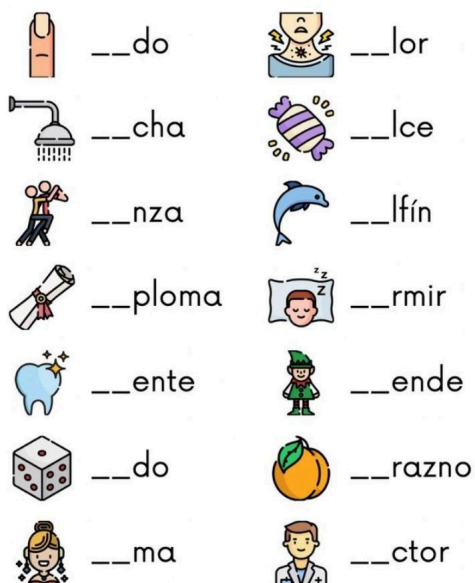 __do
__lor
__cha
__lce
__nza
__lfín
__ploma
z z z
__rmir
__ente
__ende
__do
__razno
__ma
__ctor